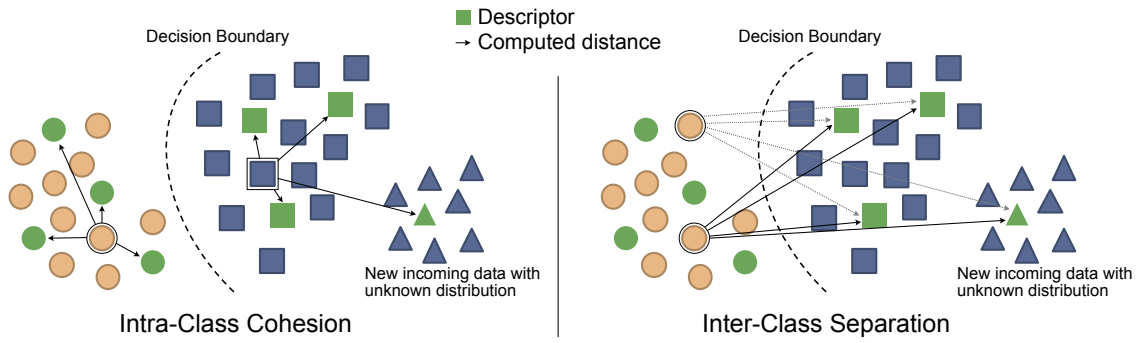 Descriptor
Computed distance
Decision Boundary
New incoming data with
unknown distribution
Intra-Class Cohesion
Decision Boundary
New incoming data with
unknown distribution
Inter-Class Separation